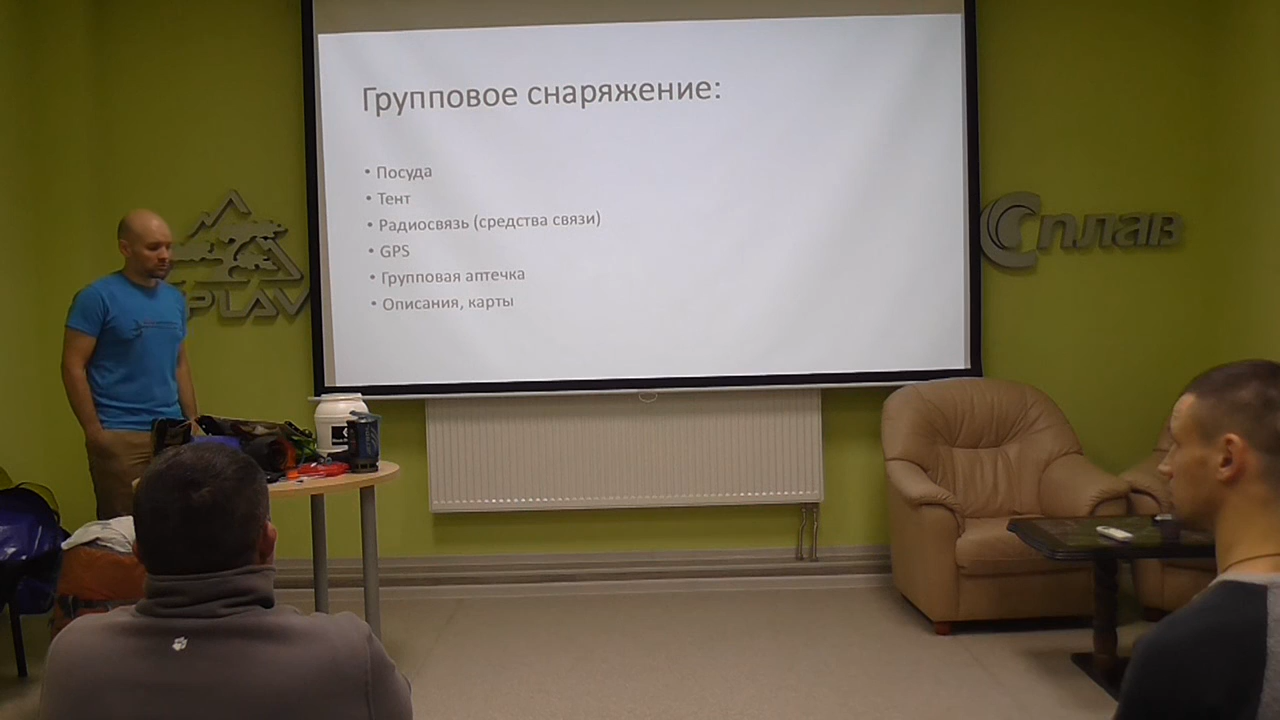 Групповое снаряжение:
• Посуда
• Тент
• Радиосвязь (средства связи)
• GPS
• Групповая аптечка
• Описания, карты
SPLAV
Сплав